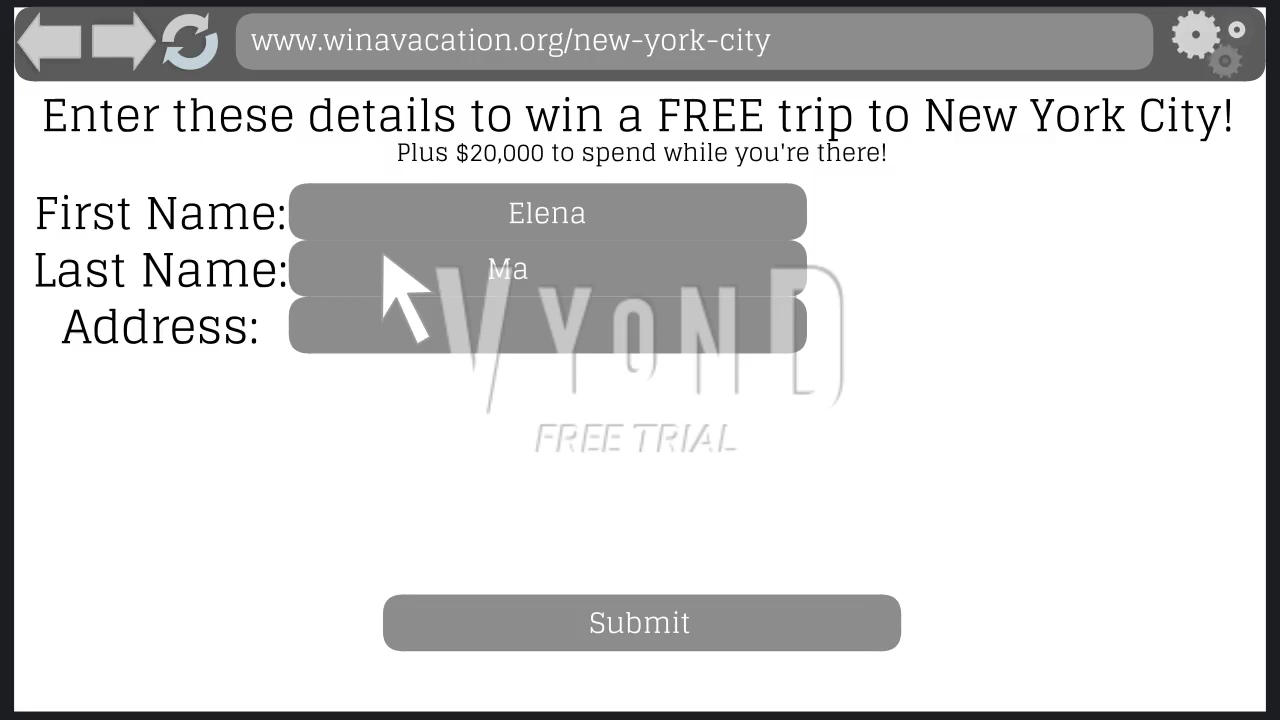 www.winavacation.org/new-york-city
Enter these details to win a FREE trip to New York City!
Plus $20,000 to spend while you're there!
First Name: Elena
Last Name: Ma
Address:
VYOND
FREE TRIAL
Submit